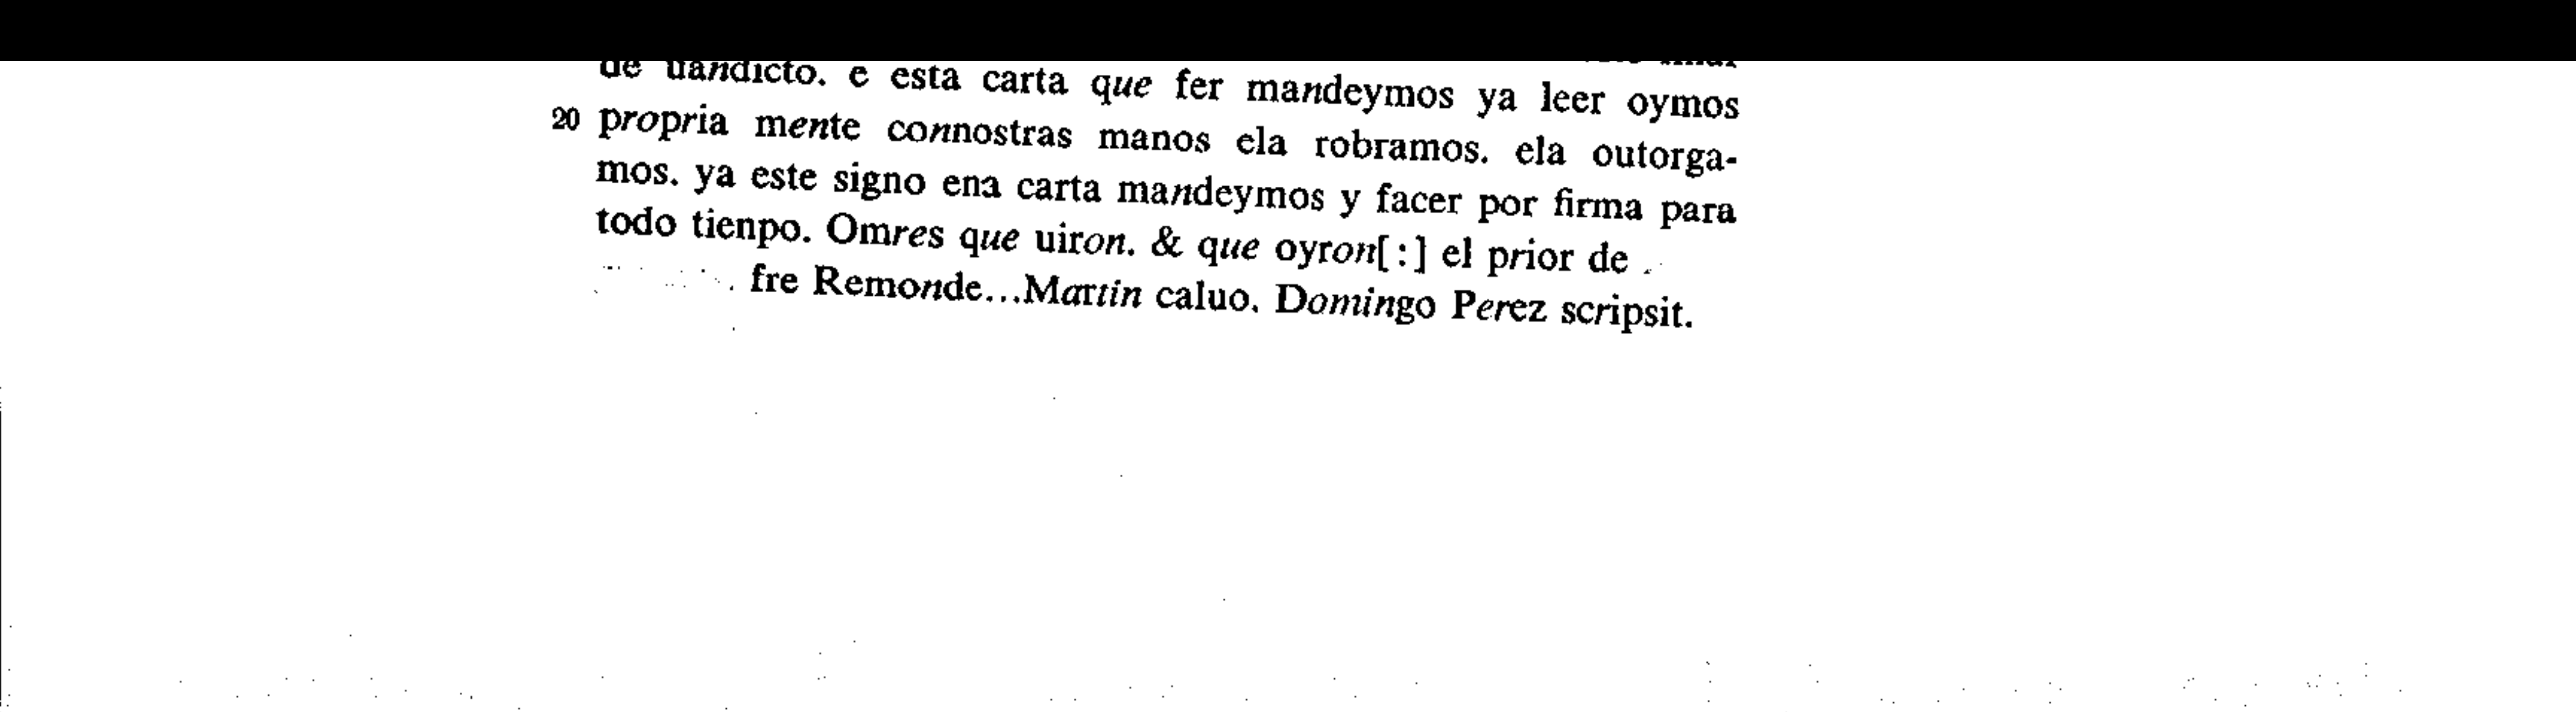 de uandicto. e esta carta que fer mandeymos ya leer oymos
20 propria mente connostras manos ela robramos. ela outorga-
mos. ya este signo ena carta mandeymos y facer por firma para
todo tienpo. Omres que uiron. & que oyron[:] el prior de
fre Remonde...Martin caluo. Domingo Perez scripsit.